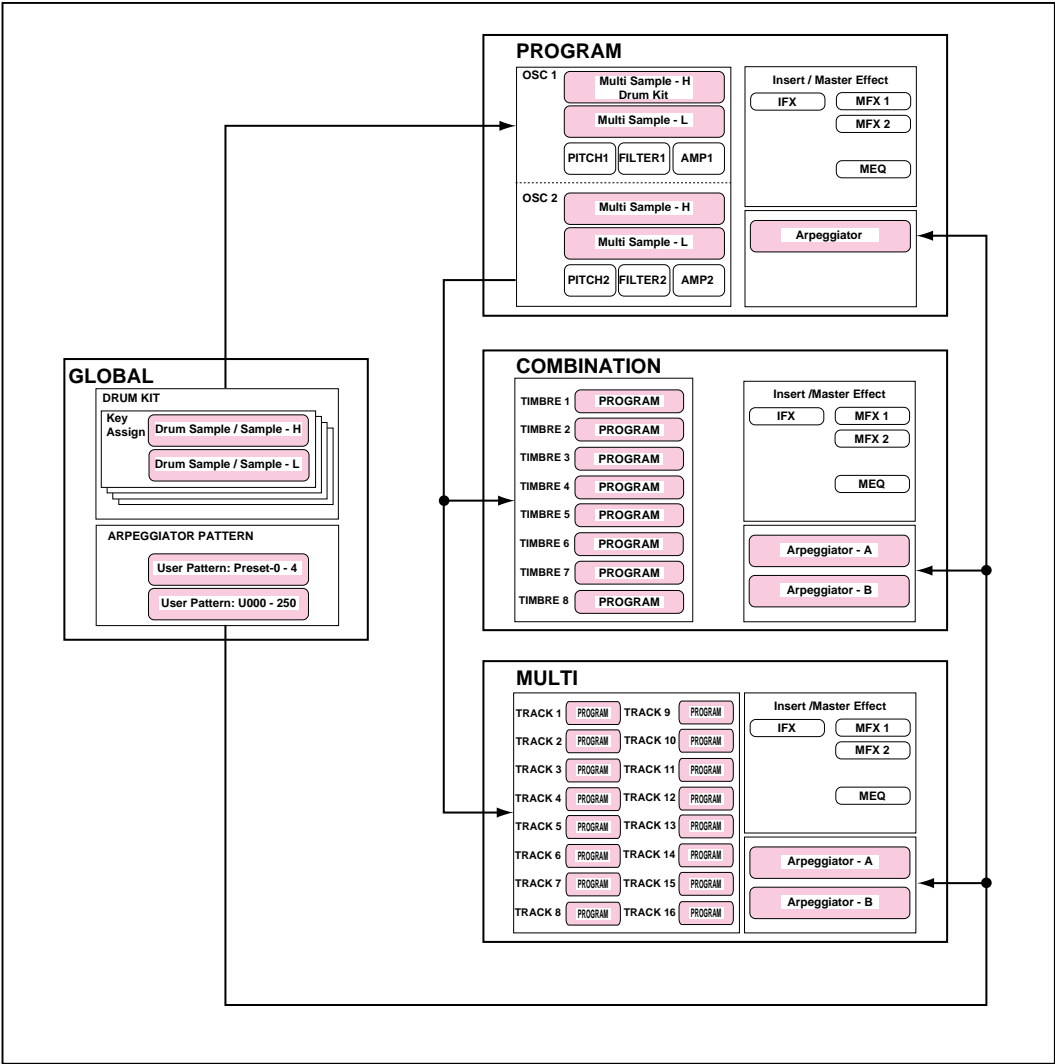 PROGRAM
OSC 1
Multi Sample - H
Drum Kit
Multi Sample - L
PITCH1 FILTER1 AMP1
OSC 2
Multi Sample - H
Multi Sample - L
PITCH2 FILTER2 AMP2
Insert / Master Effect
IFX MFX 1
MFX 2
MEQ
Arpeggiator
GLOBAL
DRUM KIT
Key
Assign
Drum Sample / Sample - H
Drum Sample / Sample - L
ARPEGGIATOR PATTERN
User Pattern: Preset-0 - 4
User Pattern: U000 - 250
COMBINATION
TIMBRE 1 PROGRAM
TIMBRE 2 PROGRAM
TIMBRE 3 PROGRAM
TIMBRE 4 PROGRAM
TIMBRE 5 PROGRAM
TIMBRE 6 PROGRAM
TIMBRE 7 PROGRAM
TIMBRE 8 PROGRAM
Insert /Master Effect
IFX MFX 1
MFX 2
MEQ
Arpeggiator - A
Arpeggiator - B
MULTI
TRACK 1 PROGRAM TRACK 9 PROGRAM
TRACK 2 PROGRAM TRACK 10 PROGRAM
TRACK 3 PROGRAM TRACK 11 PROGRAM
TRACK 4 PROGRAM TRACK 12 PROGRAM
TRACK 5 PROGRAM TRACK 13 PROGRAM
TRACK 6 PROGRAM TRACK 14 PROGRAM
TRACK 7 PROGRAM TRACK 15 PROGRAM
TRACK 8 PROGRAM TRACK 16 PROGRAM
Insert /Master Effect
IFX MFX 1
MFX 2
MEQ
Arpeggiator - A
Arpeggiator - B